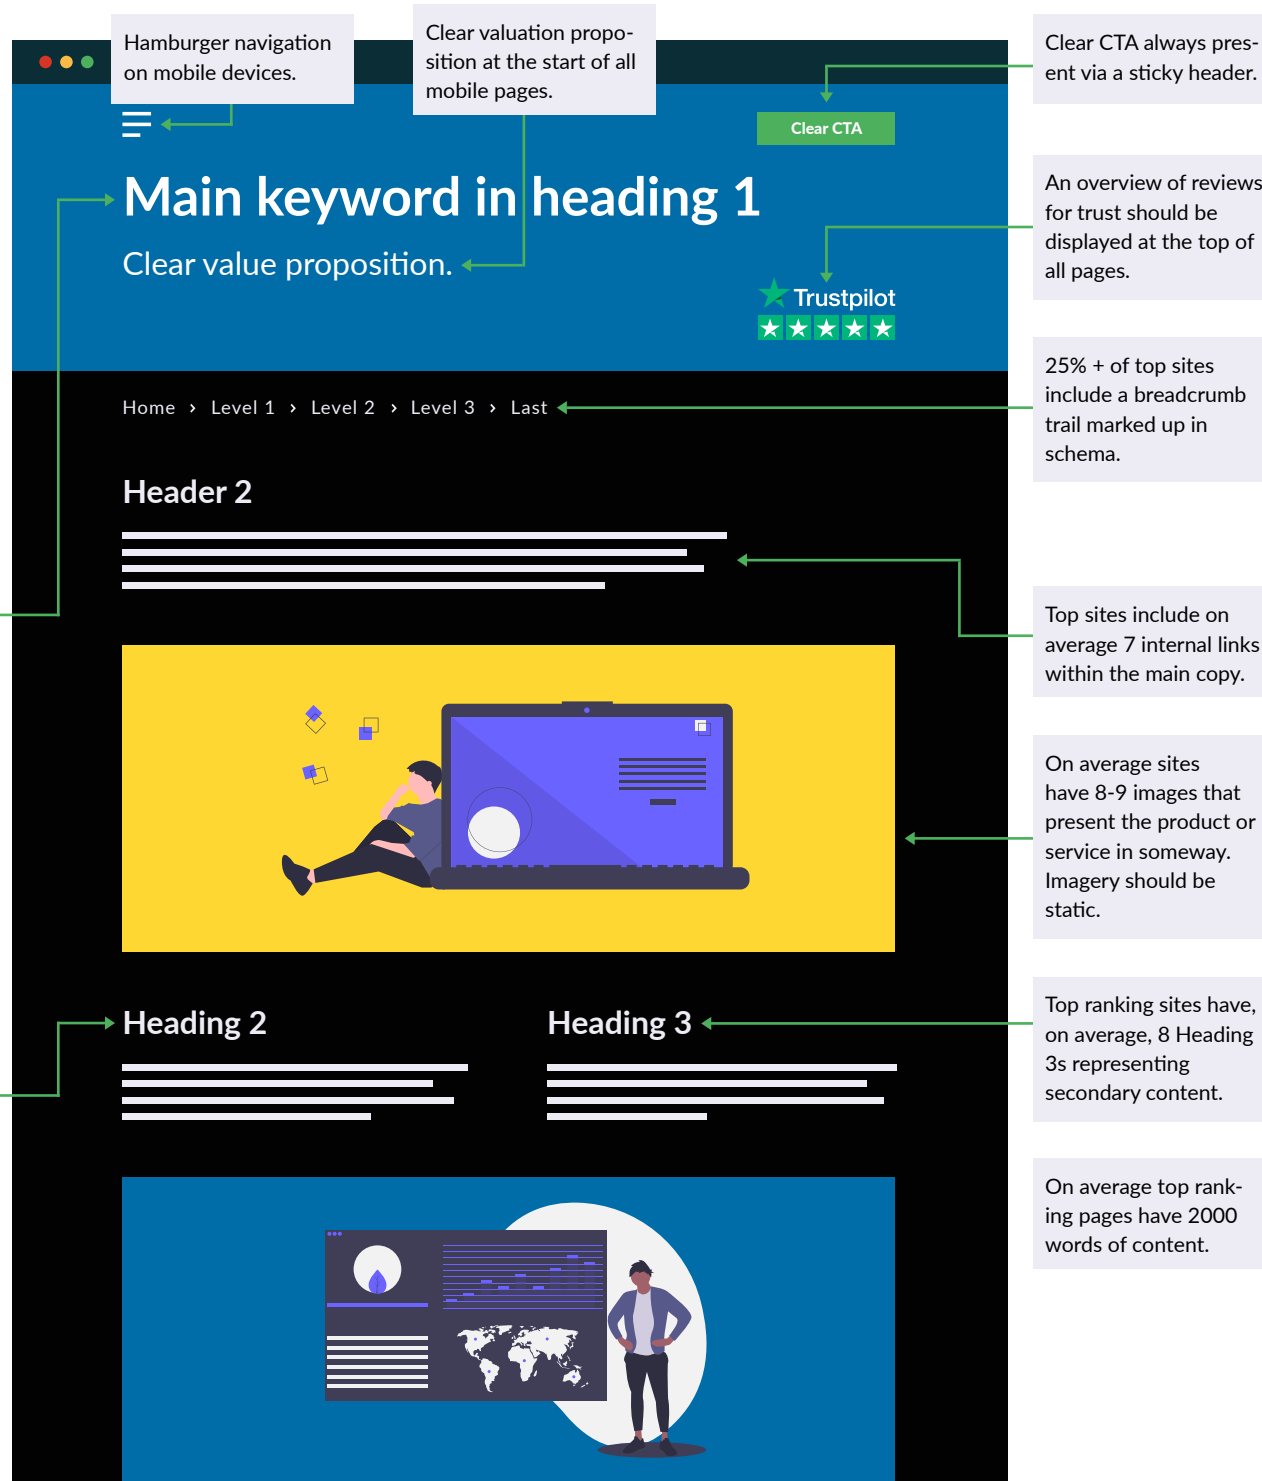 Hamburger navigation
on mobile devices.
Clear valuation propo-
sition at the start of all
mobile pages.
Clear CTA always pres-
ent via a sticky header.
Clear CTA
Main keyword in heading 1
Clear value proposition.
An overview of reviews
for trust should be
displayed at the top of
all pages.
Trustpilot
25% + of top sites
include a breadcrumb
trail marked up in
schema.
Home › Level 1 › Level 2 › Level 3 › Last
Header 2
Top sites include on
average 7 internal links
within the main copy.
On average sites
have 8-9 images that
present the product or
service in someway.
Imagery should be
static.
Heading 2
Heading 3
Top ranking sites have,
on average, 8 Heading
3s representing
secondary content.
On average top rank-
ing pages have 2000
words of content.